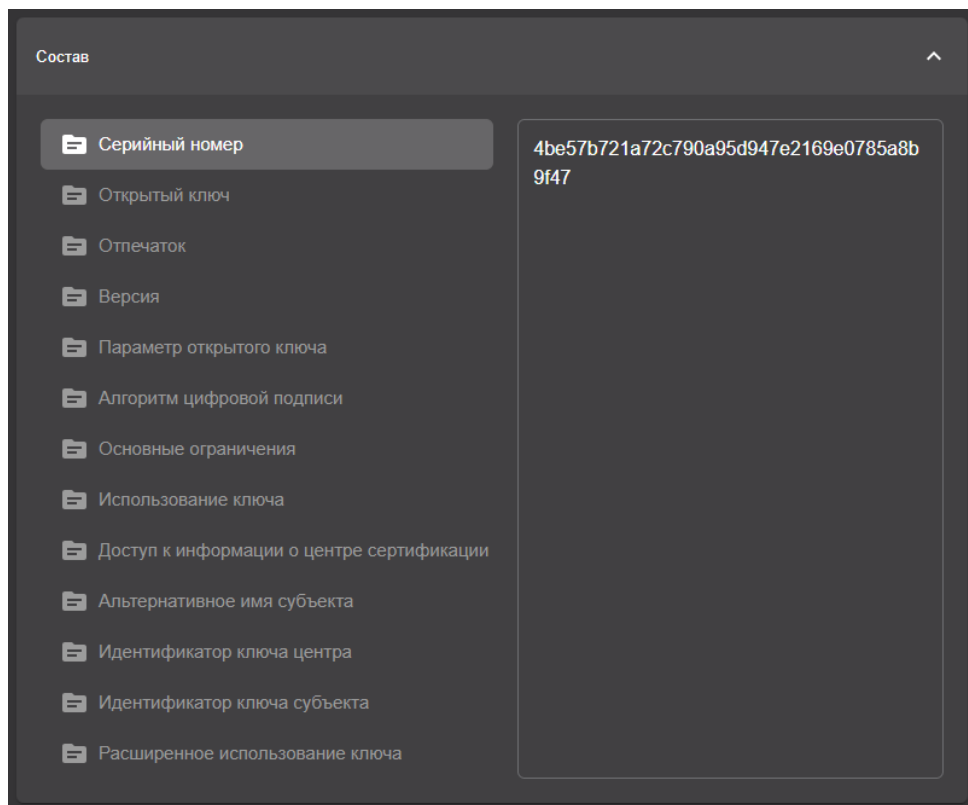 Состав
Серийный номер
Открытый ключ
Отпечаток
Версия
Параметр открытого ключа
Алгоритм цифровой подписи
Основные ограничения
Использование ключа
Доступ к информации о центре сертификации
Альтернативное имя субъекта
Идентификатор ключа центра
Идентификатор ключа субъекта
Расширенное использование ключа
4be57b721a72c790a95d947e2169e0785a8b
9f47